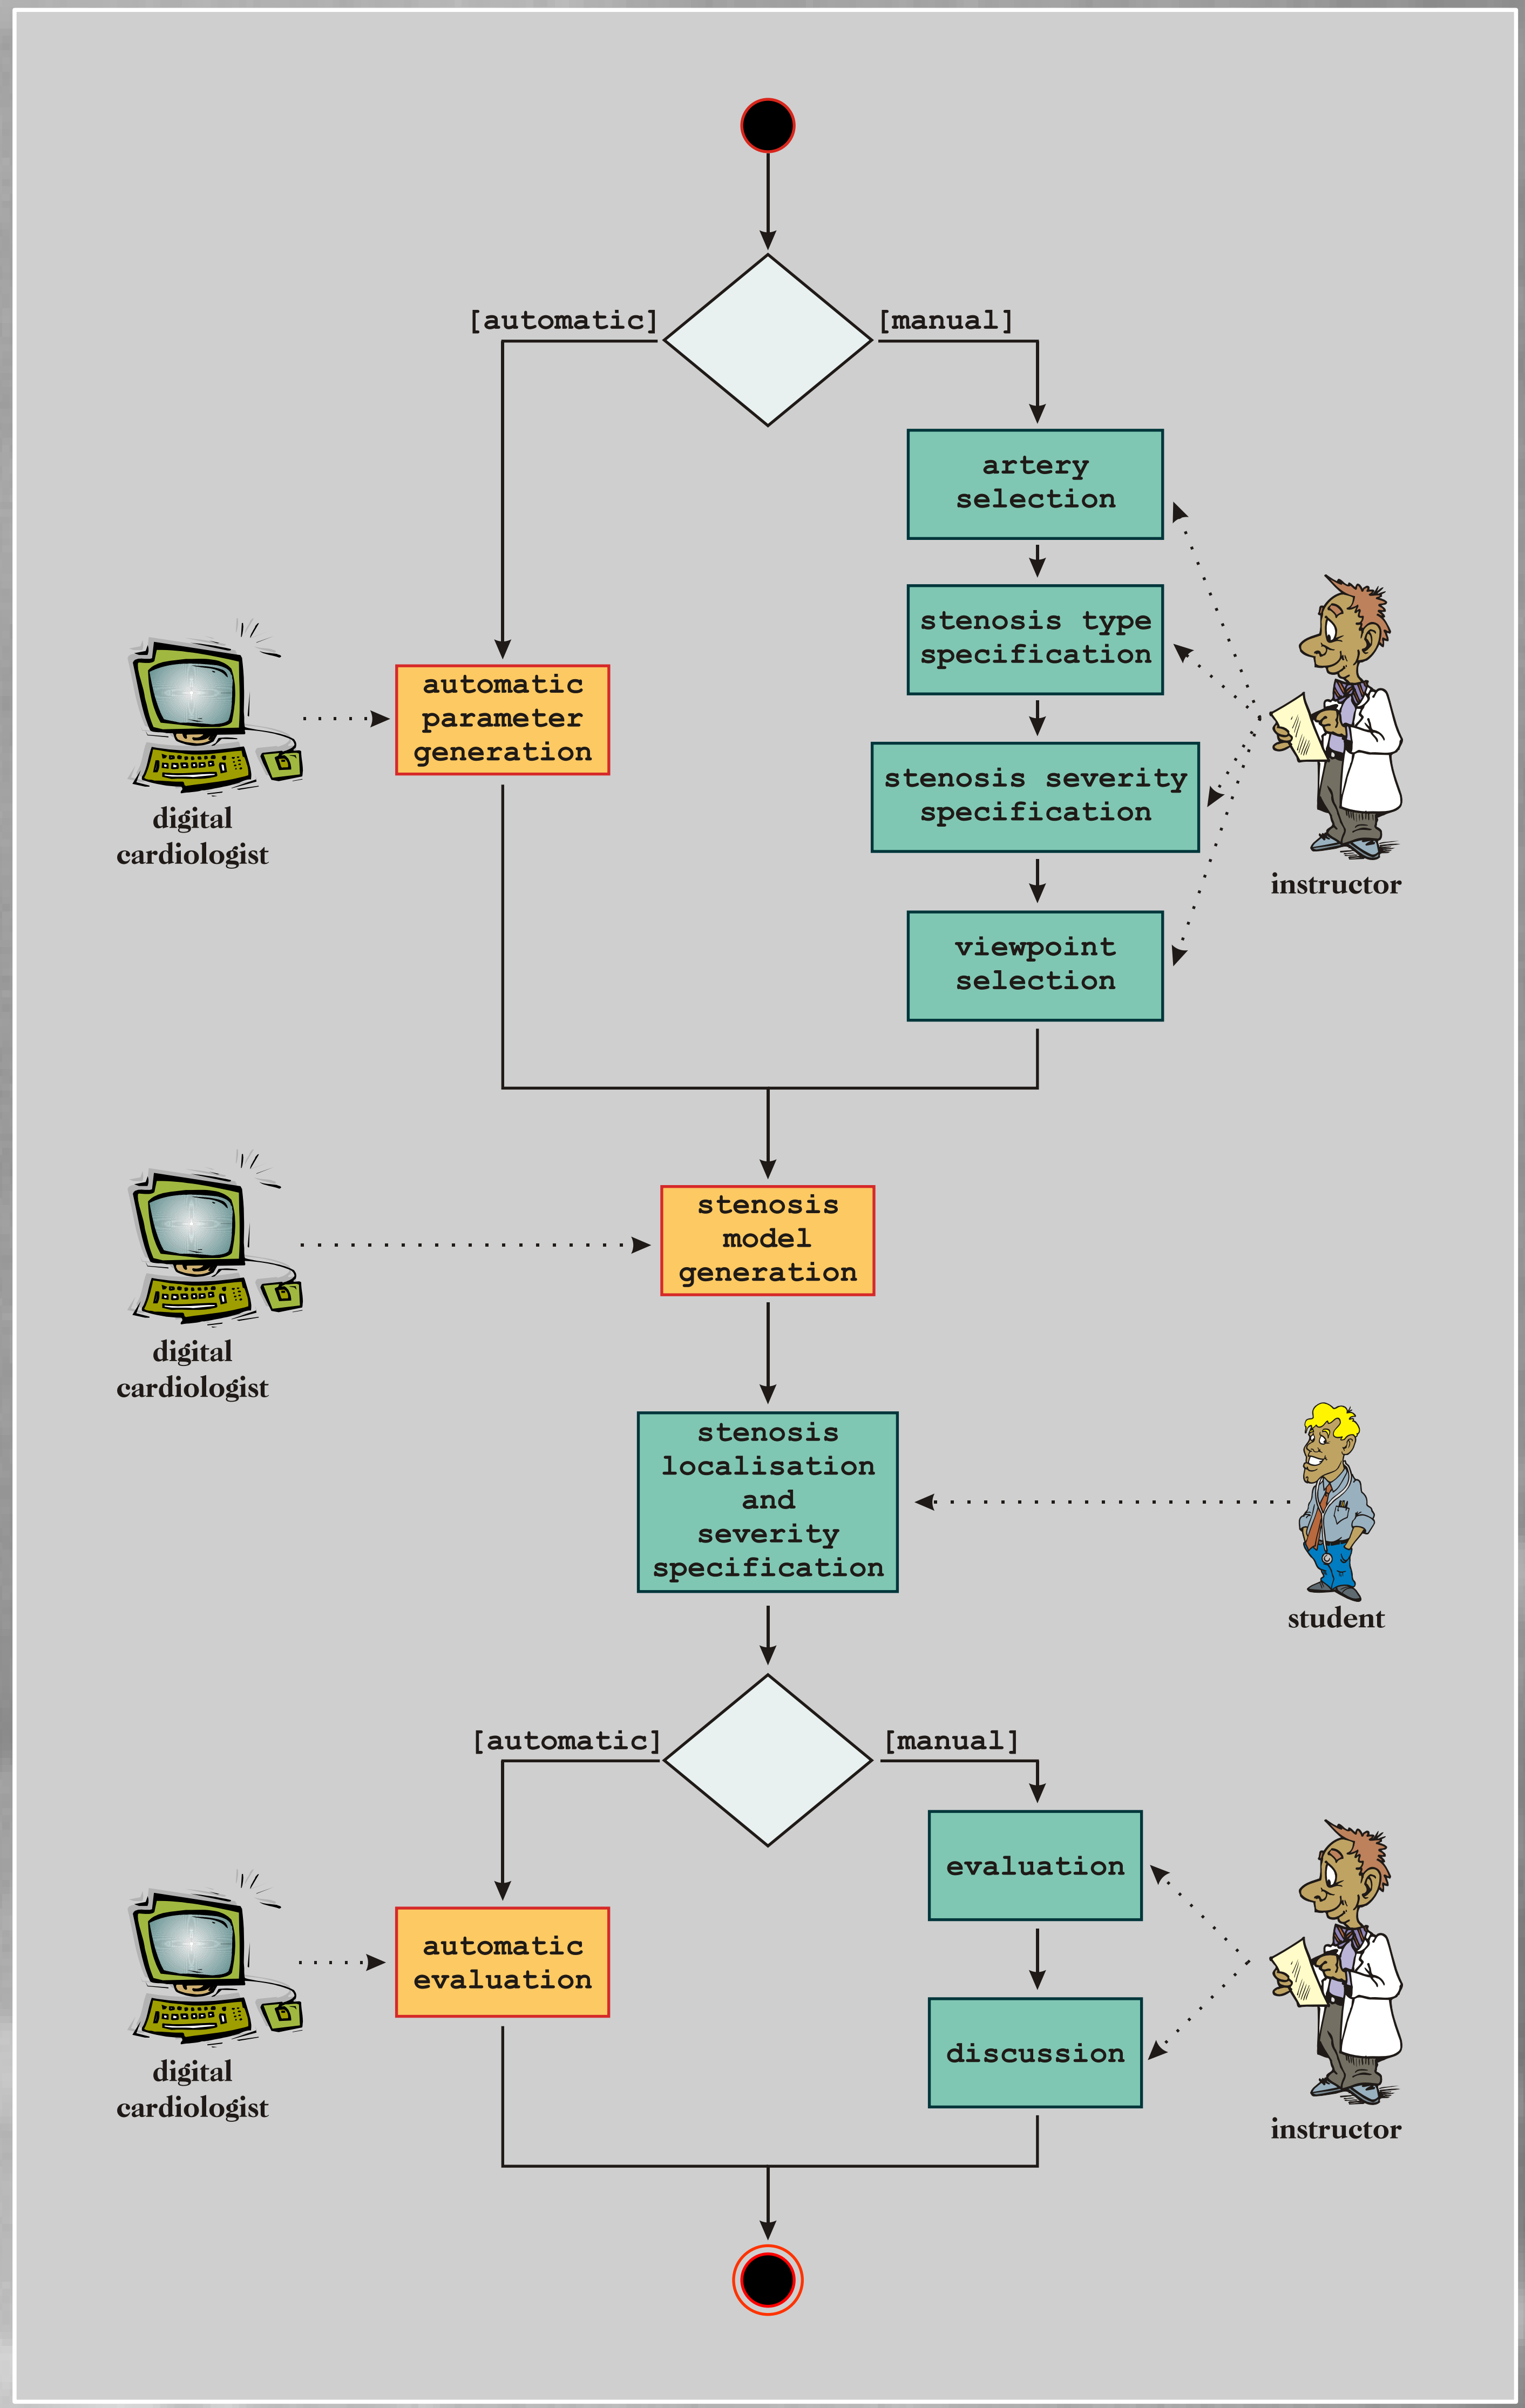 [automatic]
[manual]
artery
selection
stenosis type
specification
automatic
parameter
generation
stenosis severity
specification
digital
cardiologist
instructor
viewpoint
selection
stenosis
model
generation
digital
cardiologist
stenosis
localisation
and
severity
specification
student
[automatic]
[manual]
evaluation
automatic
evaluation
discussion
digital
cardiologist
instructor